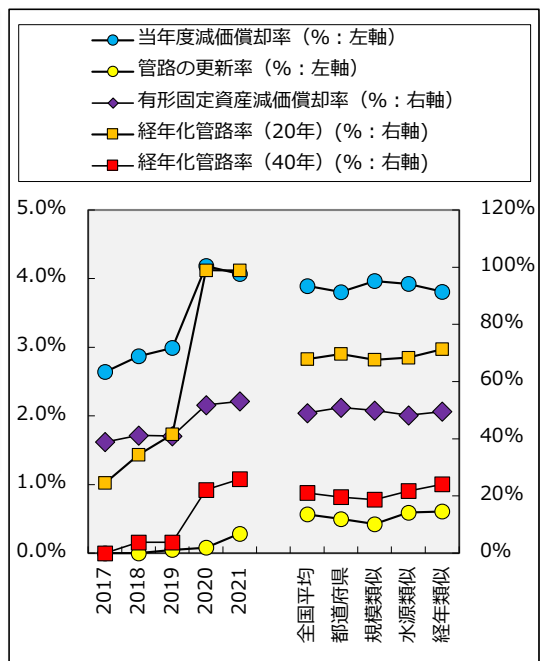 当年度減価償却率（%：左軸）
管路の更新率（%：左軸）
有形固定資産減価償却率（%：右軸）
経年化管路率（20年）(%：右軸)
経年化管路率（40年）(%：右軸)
5.0%
4.0%
3.0%
2.0%
1.0%
0.0%
120%
100%
80%
60%
40%
20%
0%
2017
2018
2019
2020
2021
全国平均
都道府県
規模類似
水源類似
経年類似